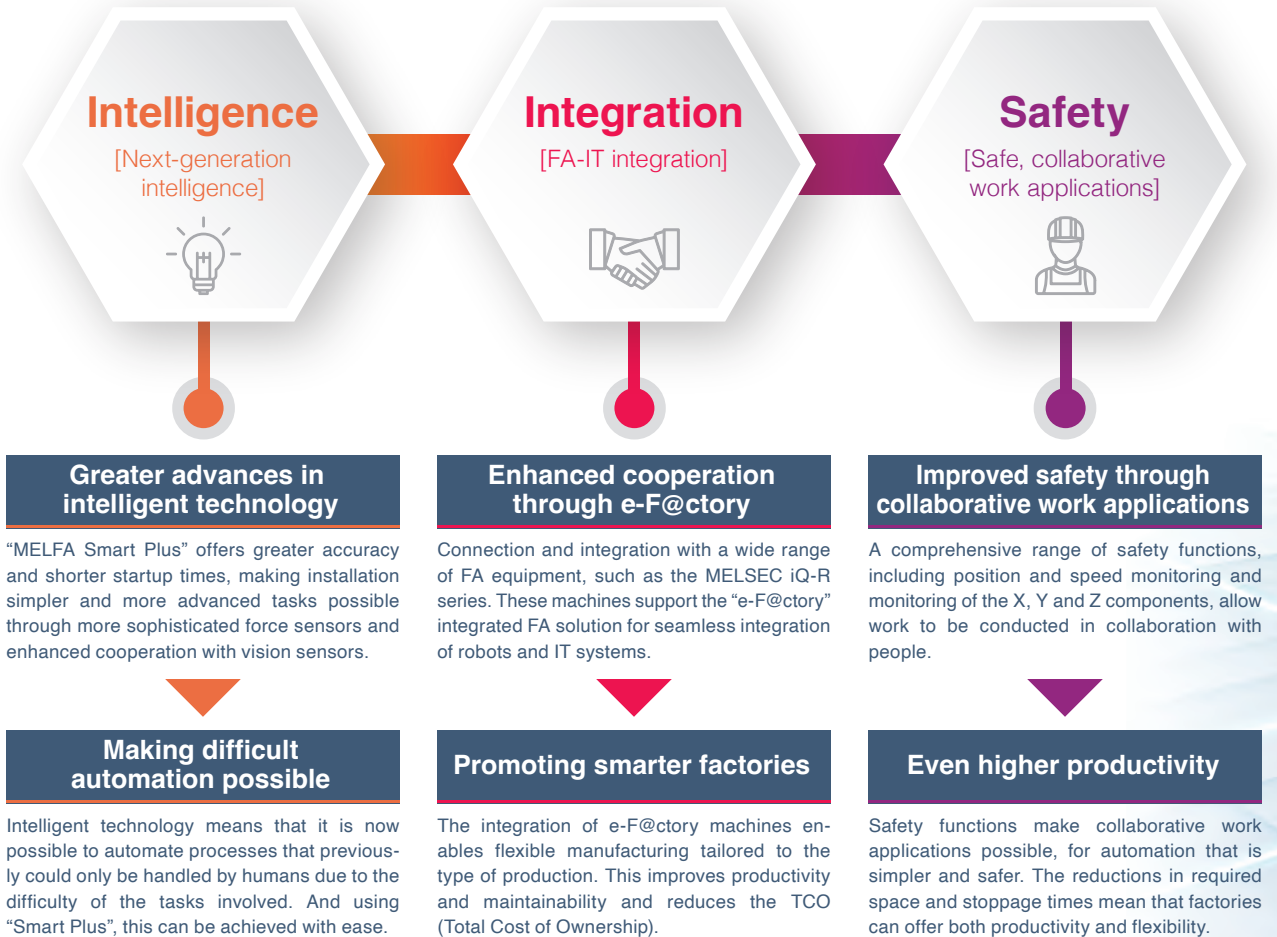 Intelligence
[Next-generation
intelligence]
Integration
[FA-IT integration]
Safety
[Safe, collaborative
work applications]
Greater advances in
intelligent technology
“MELFA Smart Plus” offers greater accuracy
and shorter startup times, making installation
simpler and more advanced tasks possible
through more sophisticated force sensors and
enhanced cooperation with vision sensors.
Making difficult
automation possible
Intelligent technology means that it is now
possible to automate processes that previous-
ly could only be handled by humans due to the
difficulty of the tasks involved. And using
“Smart Plus”, this can be achieved with ease.
Enhanced cooperation
through e-F@ctory
Connection and integration with a wide range
of FA equipment, such as the MELSEC iQ-R
series. These machines support the “e-F@ctory”
integrated FA solution for seamless integration
of robots and IT systems.
Promoting smarter factories
The integration of e-F@ctory machines en-
ables flexible manufacturing tailored to the
type of production. This improves productivity
and maintainability and reduces the TCO
(Total Cost of Ownership).
Improved safety through
collaborative work applications
A comprehensive range of safety functions,
including position and speed monitoring and
monitoring of the X, Y and Z components, allow
work to be conducted in collaboration with
people.
Even higher productivity
Safety functions make collaborative work
applications possible, for automation that is
simpler and safer. The reductions in required
space and stoppage times mean that factories
can offer both productivity and flexibility.